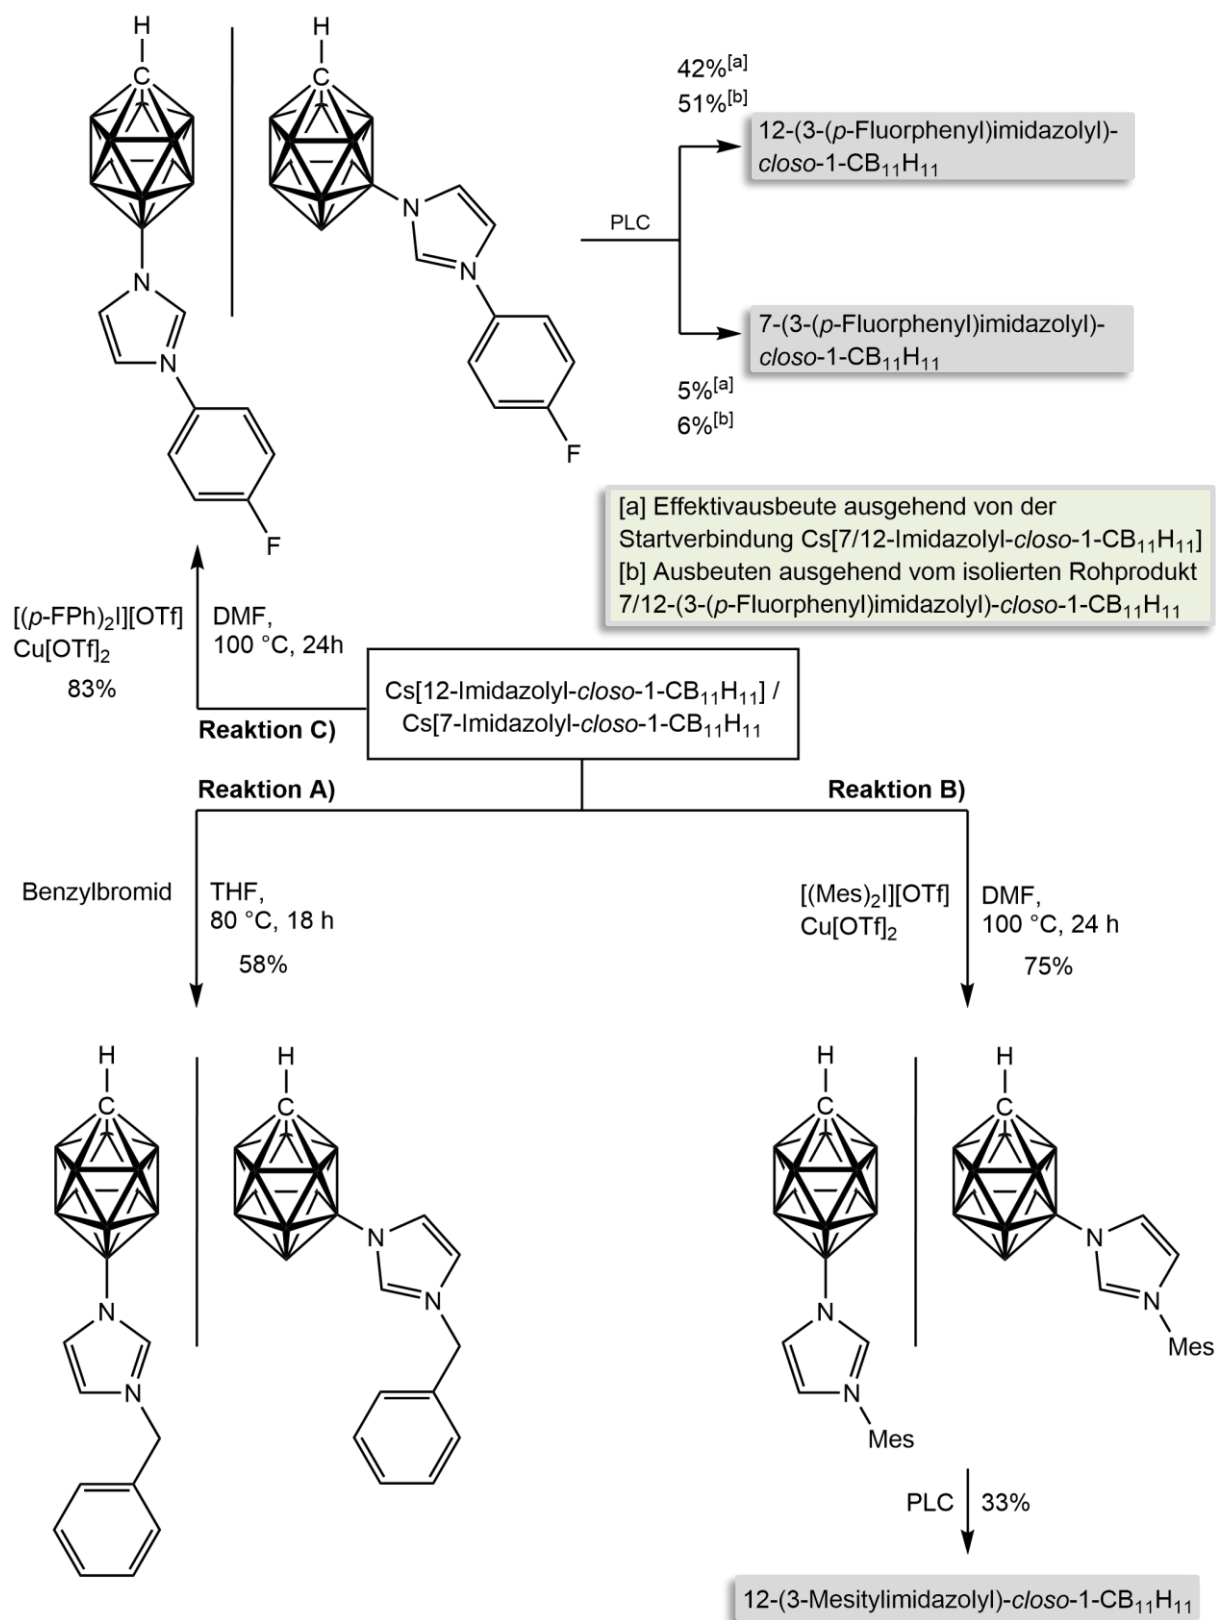 H
C
N
N
F
H
C
N
N
F
42%[a]
51%[b]
PLC
12-(3-(p-Fluorphenyl)imidazolyl)-
closo-1-CB11H11
7-(3-(p-Fluorphenyl)imidazolyl)-
closo-1-CB11H11
5%[a]
6%[b]
[a] Effektivausbeute ausgehend von der
Startverbindung Cs[7/12-Imidazolyl-closo-1-CB11H11]
[b] Ausbeuten ausgehend vom isolierten Rohprodukt
7/12-(3-(p-Fluorphenyl)imidazolyl)-closo-1-CB11H11
[(p-FPh)2I][OTf]
Cu[OTf]2
83%
DMF,
100 °C, 24h
Reaktion C)
Cs[12-Imidazolyl-closo-1-CB11H11] /
Cs[7-Imidazolyl-closo-1-CB11H11
Reaktion A)
Reaktion B)
Benzylbromid
THF,
80 °C, 18 h
58%
[(Mes)2I][OTf]
Cu[OTf]2
DMF,
100 °C, 24 h
75%
H
C
N
N
H
C
N
N
H
C
N
N
Mes
H
C
N
N
Mes
PLC
33%
12-(3-Mesitylimidazolyl)-closo-1-CB11H11